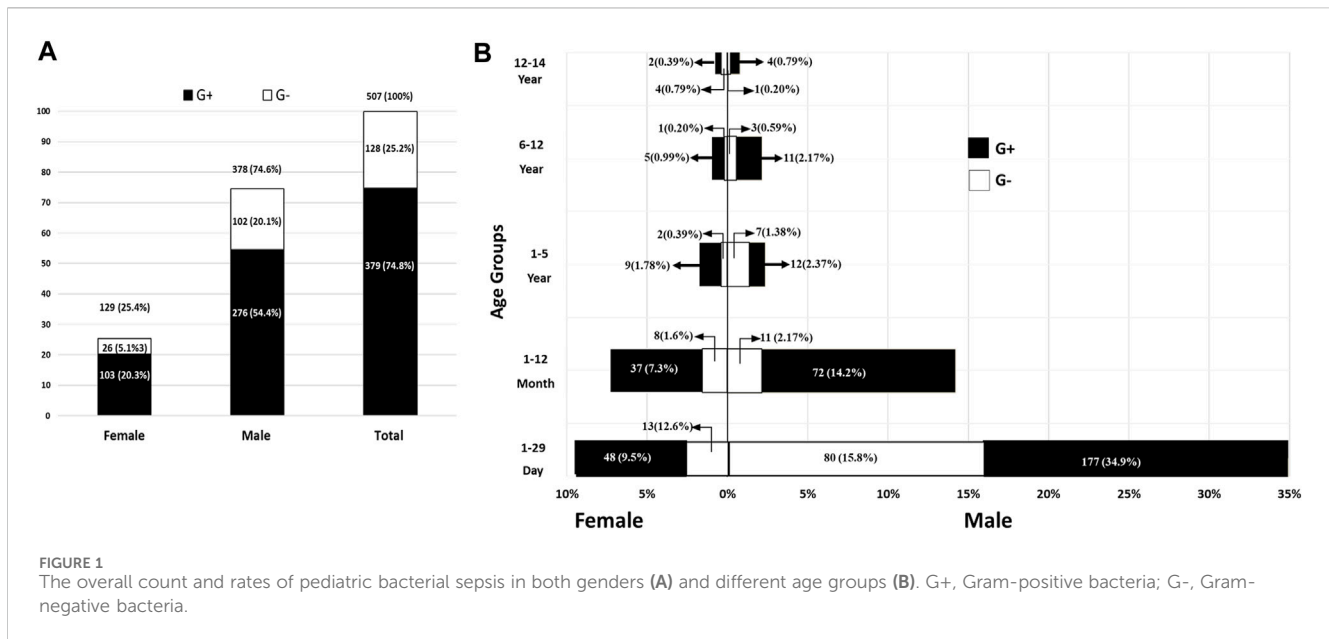 A
G+ G-
507 (100%)
100
90
80
70
60
50
40
30
20
10
0
128 (25.2%)
378 (74.6%)
102 (20.1%)
379 (74.8%)
276 (54.4%)
129 (25.4%)
26 (5.1%3)
103 (20.3%)
Female Male Total
B
Age Groups
12-14
Year
2(0.39%) 4(0.79%)
4(0.79%) 1(0.20%)
6-12
Year
1(0.20%) 3(0.59%)
5(0.99%) 11(2.17%)
G+
G-
1-5
Year
2(0.39%) 7(1.38%)
9(1.78%) 12(2.37%)
1-12
Month
8(1.6%) 11 (2.17%)
37 (7.3%) 72 (14.2%)
1-29
Day
13(12.6%)
48 (9.5%) 80 (15.8%) 177 (34.9%)
10% 5% 0% 5% 10% 15% 20% 25% 30% 35%
Female Male
FIGURE 1
The overall count and rates of pediatric bacterial sepsis in both genders (A) and different age groups (B). G+, Gram-positive bacteria; G-, Gram-
negative bacteria.